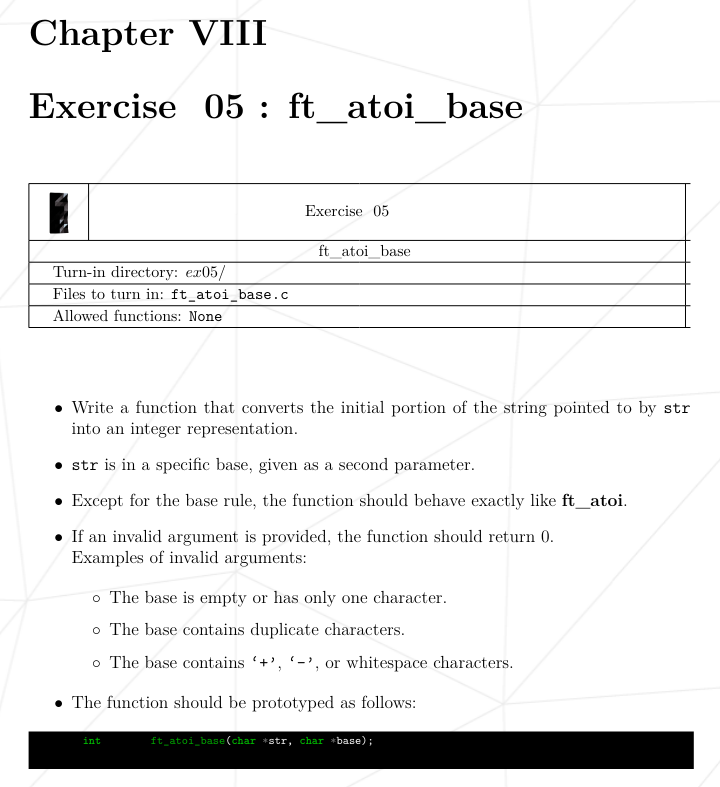 Chapter VIII
Exercise 05 : ft_atoi_base
Exercise 05
ft_atoi_base
Turn-in directory: ex05/
Files to turn in: ft_atoi_base.c
Allowed functions: None
• Write a function that converts the initial portion of the string pointed to by str
into an integer representation.
• str is in a specific base, given as a second parameter.
• Except for the base rule, the function should behave exactly like ft_atoi.
• If an invalid argument is provided, the function should return 0.
Examples of invalid arguments:
◦ The base is empty or has only one character.
◦ The base contains duplicate characters.
◦ The base contains ‘+’, ‘-’, or whitespace characters.
• The function should be prototyped as follows:
int ft_atoi_base(char *str, char *base);